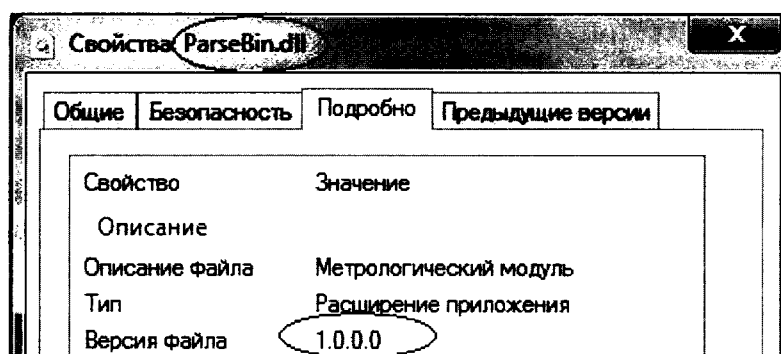 Свойства: ParseBin.dll
X
Общие Безопасность Подробно Предыдущие версии
Свойство Значение
Описание
Описание файла Метрологический модуль
Тип Расширение приложения
Версия файла 1.0.0.0